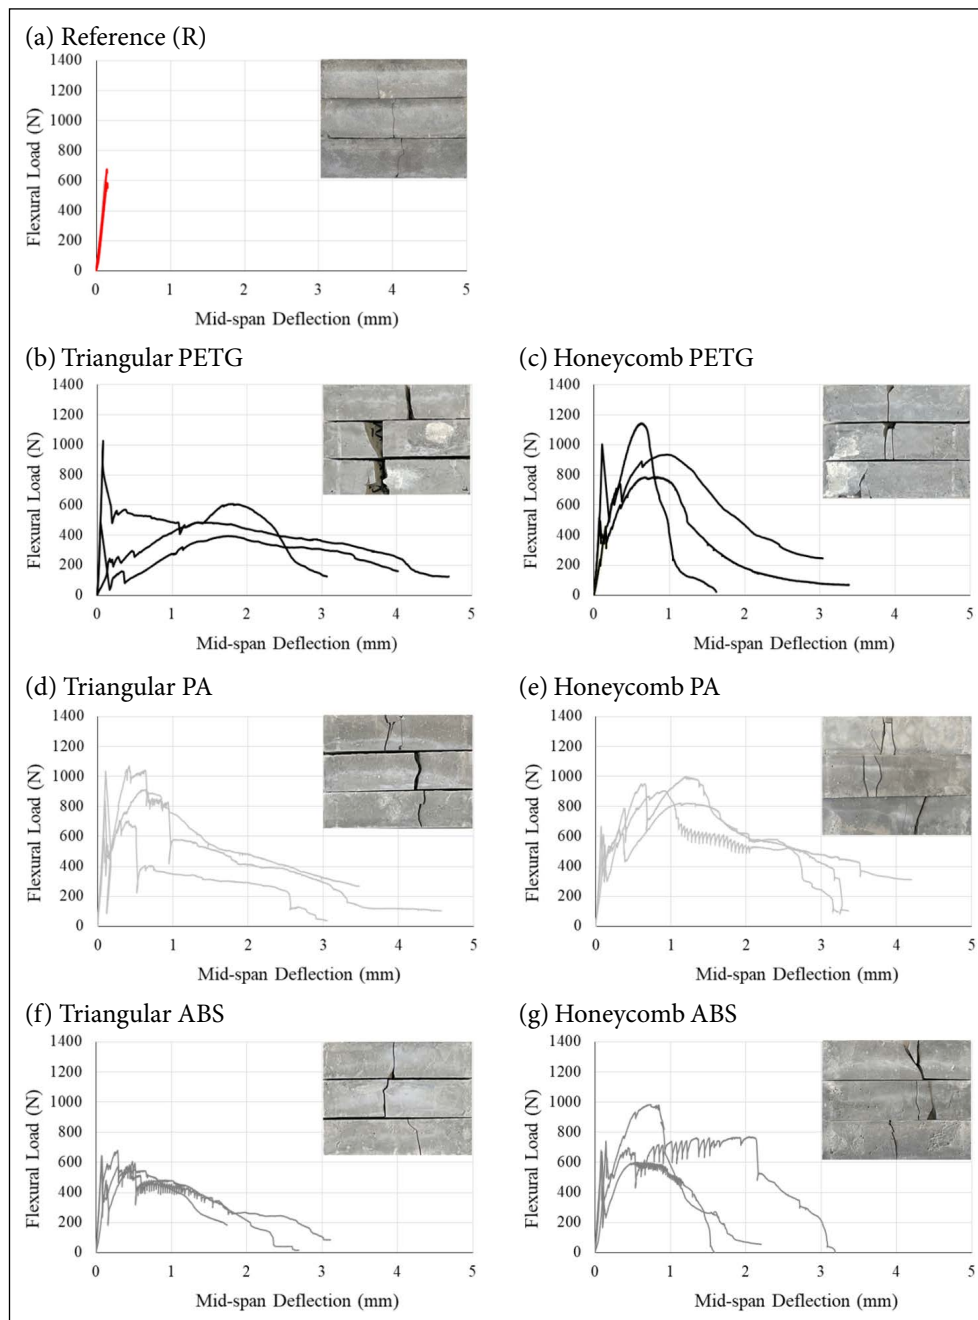 (a) Reference (R)
1400
1200
1000
800
600
400
200
0
Flexural Load (N)
0 1 2 3 4 5
Mid-span Deflection (mm)
(b) Triangular PETG
1400
1200
1000
800
600
400
200
0
Flexural Load (N)
0 1 2 3 4 5
Mid-span Deflection (mm)
(c) Honeycomb PETG
1400
1200
1000
800
600
400
200
0
Flexural Load (N)
0 1 2 3 4 5
Mid-span Deflection (mm)
(d) Triangular PA
1400
1200
1000
800
600
400
200
0
Flexural Load (N)
0 1 2 3 4 5
Mid-span Deflection (mm)
(e) Honeycomb PA
1400
1200
1000
800
600
400
200
0
Flexural Load (N)
0 1 2 3 4 5
Mid-span Deflection (mm)
(f) Triangular ABS
1400
1200
1000
800
600
400
200
0
Flexural Load (N)
0 1 2 3 4 5
Mid-span Deflection (mm)
(g) Honeycomb ABS
1400
1200
1000
800
600
400
200
0
Flexural Load (N)
0 1 2 3 4 5
Mid-span Deflection (mm)